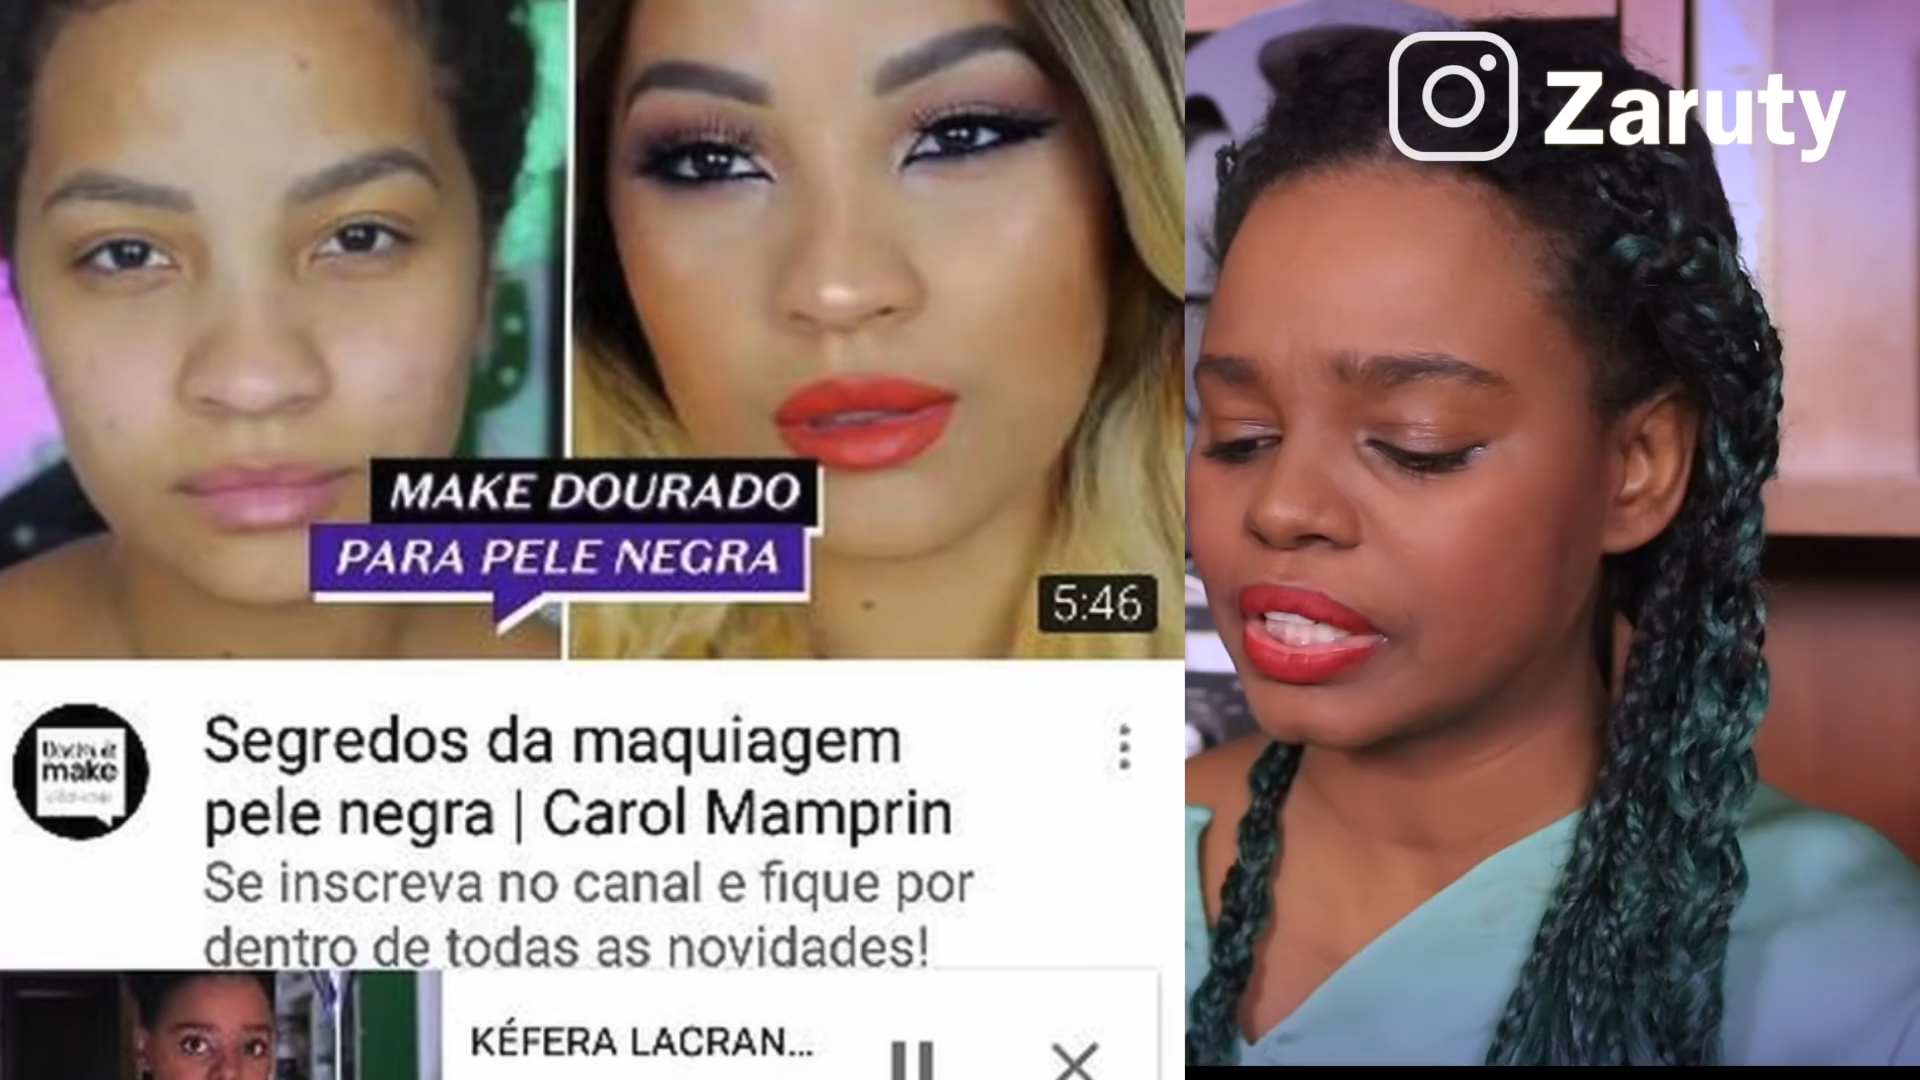 Zaruty
MAKE DOURADO
PARA PELE NEGRA
5:46
make
Segredos da maquiagem
pele negra | Carol Mamprin
Se inscreva no canal e fique por
dentro de todas as novidades!
KÉFERA LACRAN...